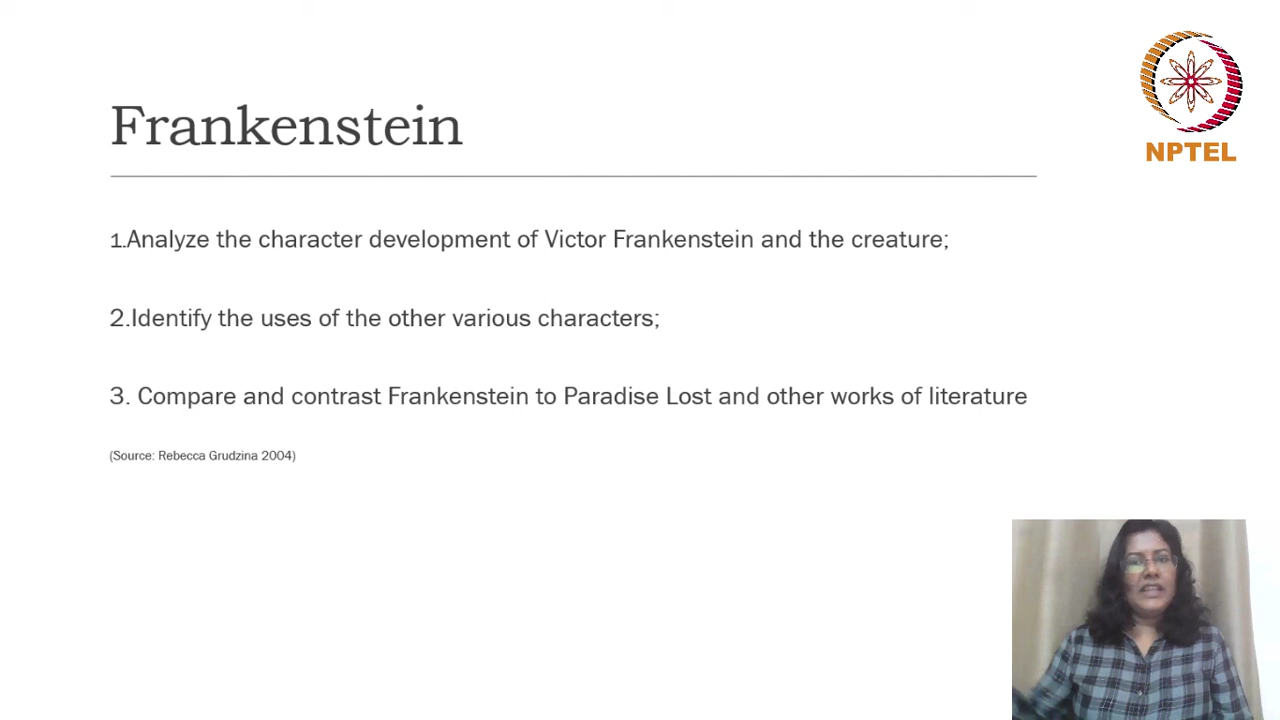 Frankenstein
NPTEL
1.Analyze the character development of Victor Frankenstein and the creature;
2.Identify the uses of the other various characters;
3. Compare and contrast Frankenstein to Paradise Lost and other works of literature
(Source: Rebecca Grudzina 2004)